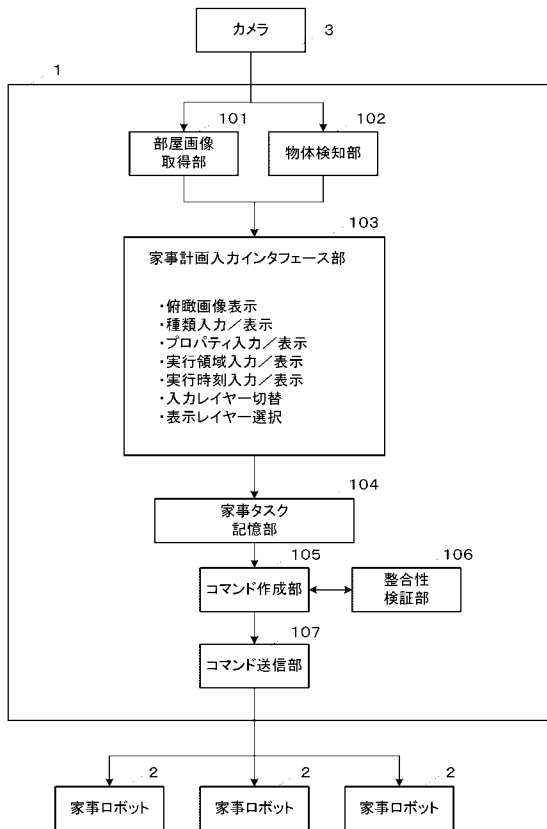 カメラ
3
1
101
102
部屋画像
取得部
物体検知部
103
家事計画入力インタフェース部
・俯瞰画像表示
・種類入力／表示
・プロパティ入力／表示
・実行領域入力／表示
・実行時刻入力／表示
・入力レイヤー切替
・表示レイヤー選択
104
家事タスク
記憶部
105
106
コマンド作成部
整合性
検証部
107
コマンド送信部
2
2
2
家事ロボット
家事ロボット
家事ロボット